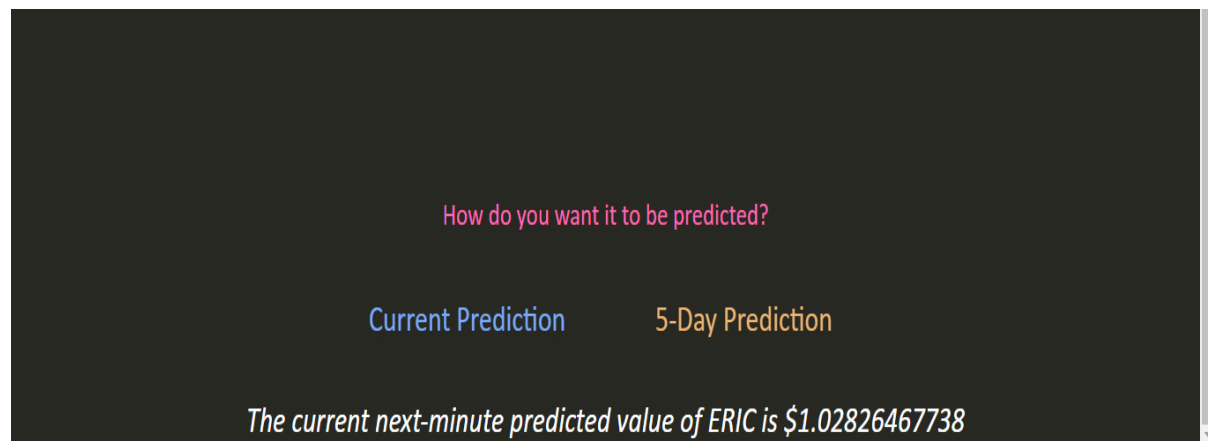 How do you want it to be predicted?
Current Prediction 5-Day Prediction
The current next-minute predicted value of ERIC is $1.02826467738